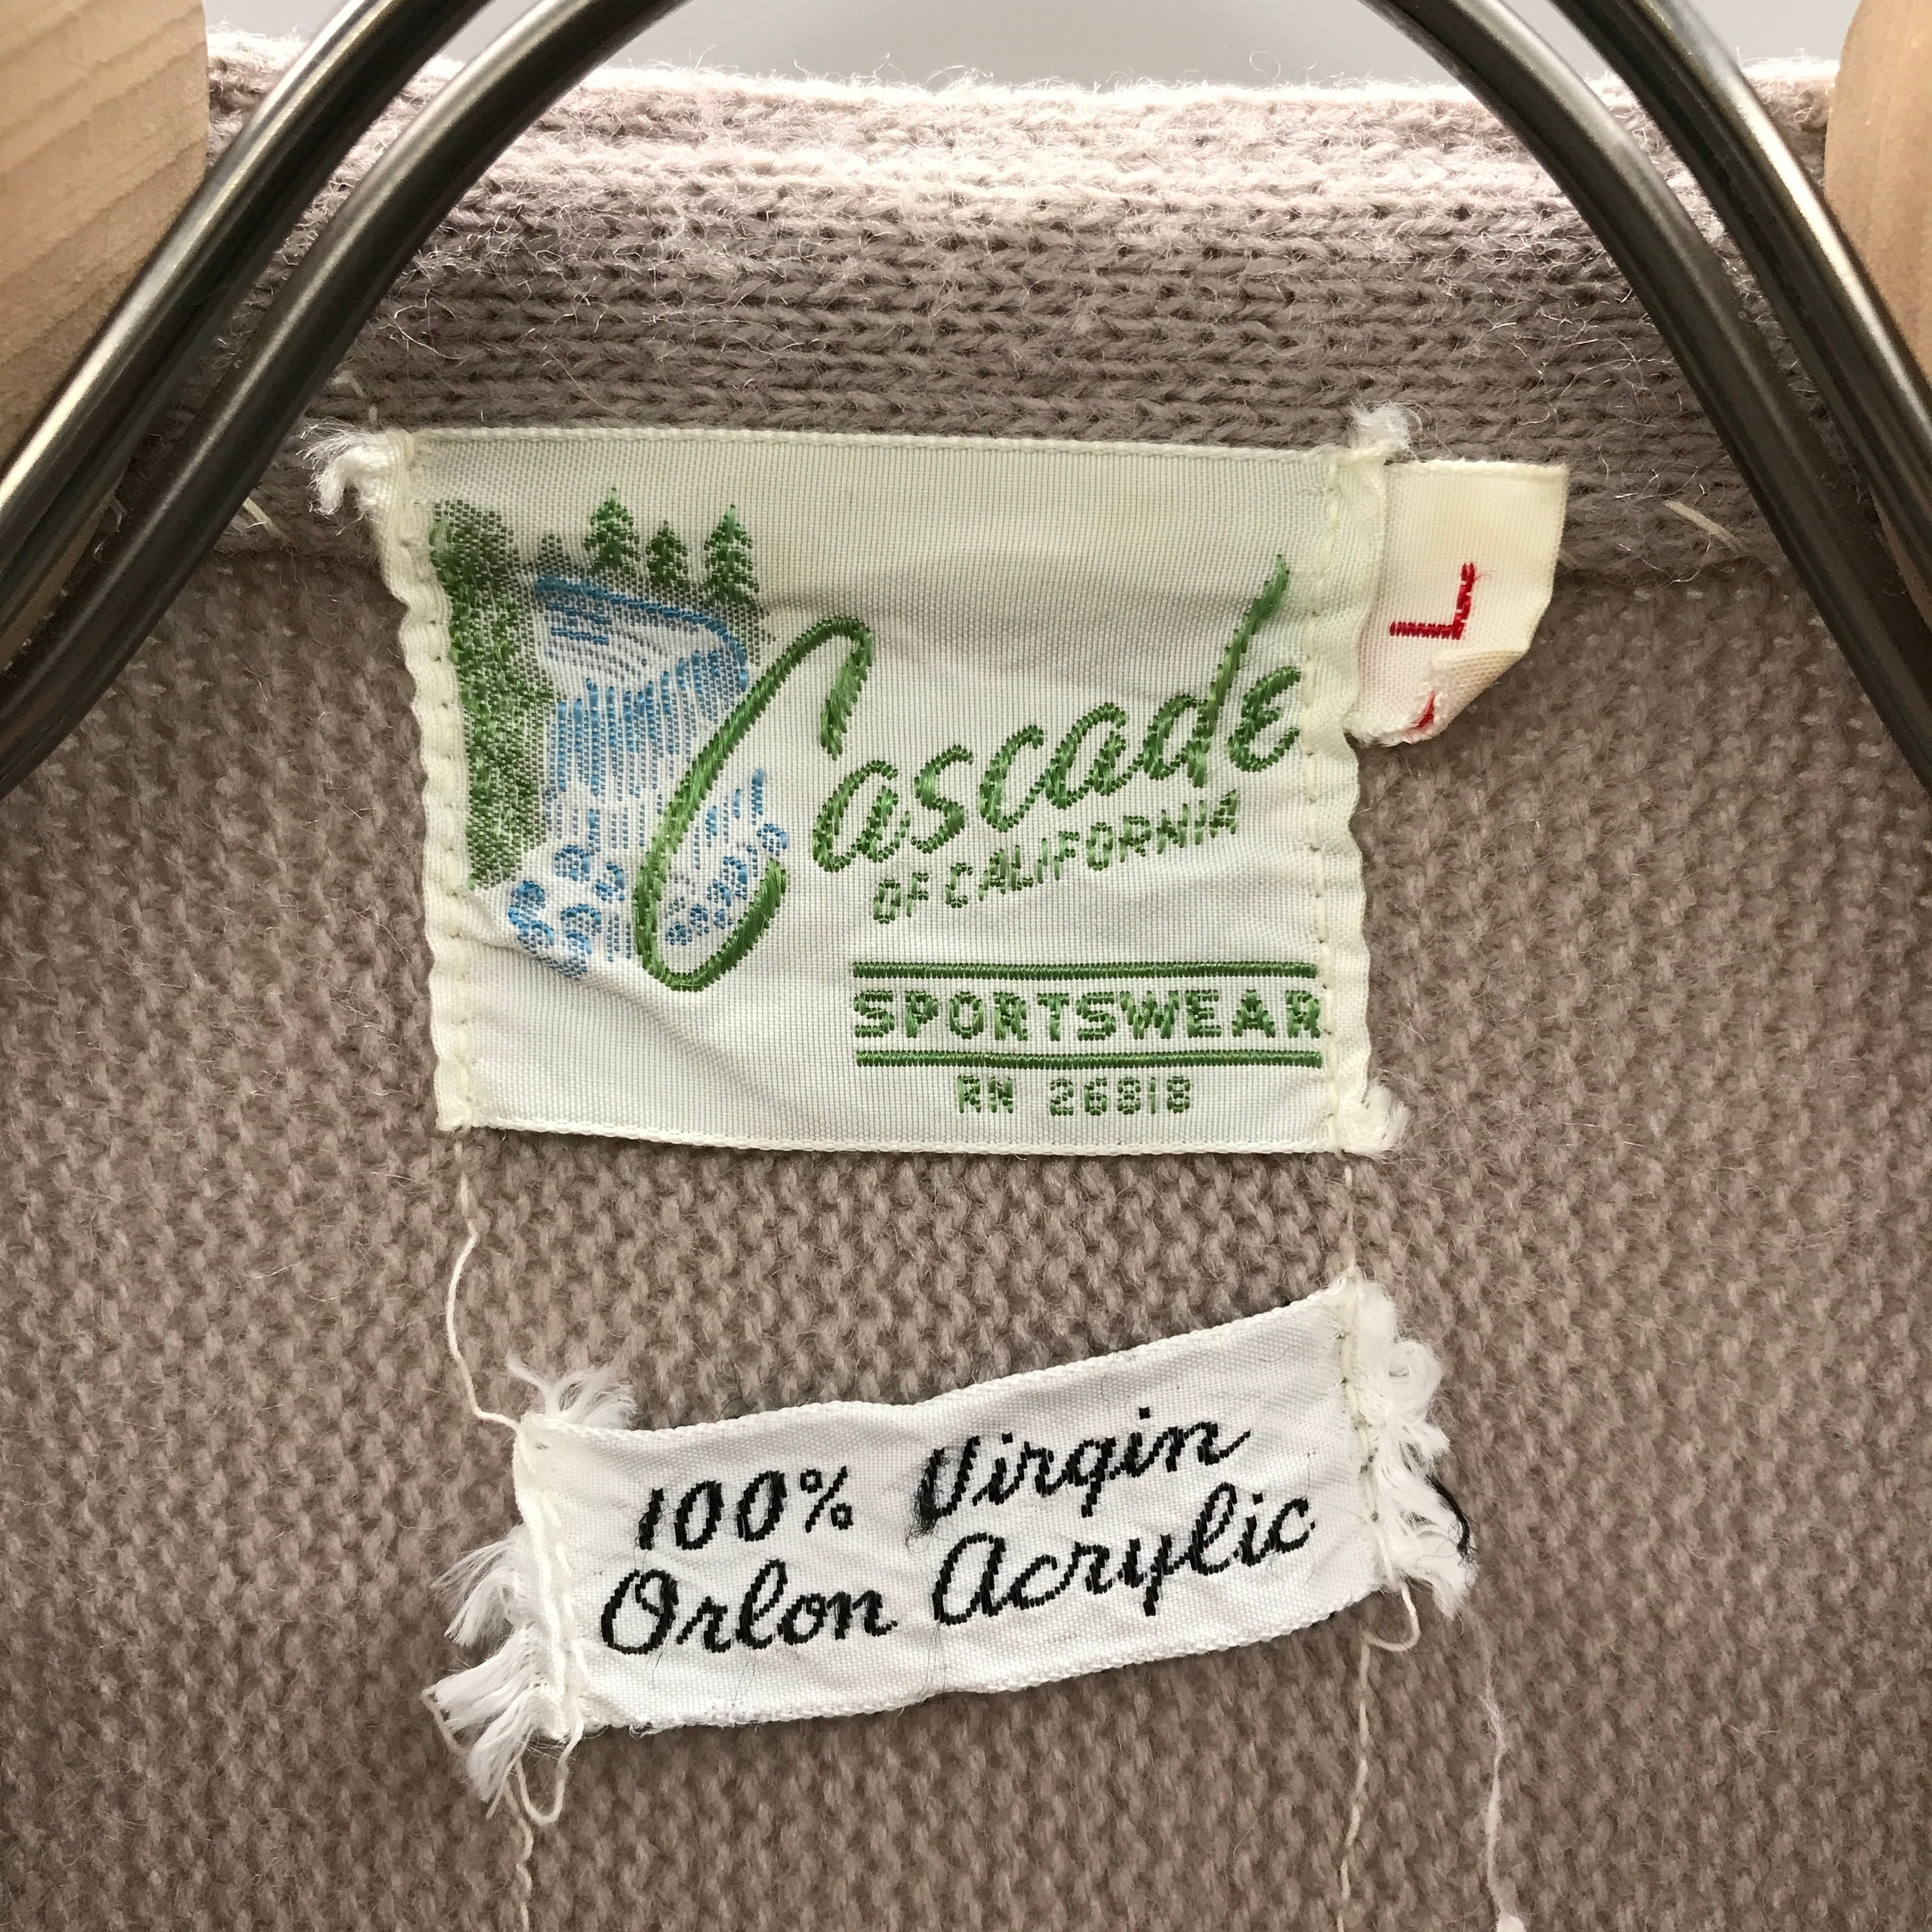 Cascade
OF CALIFORNIA
SPORTSWEAR
RN 26818
L
100% Virgin
Orlon Acrylic